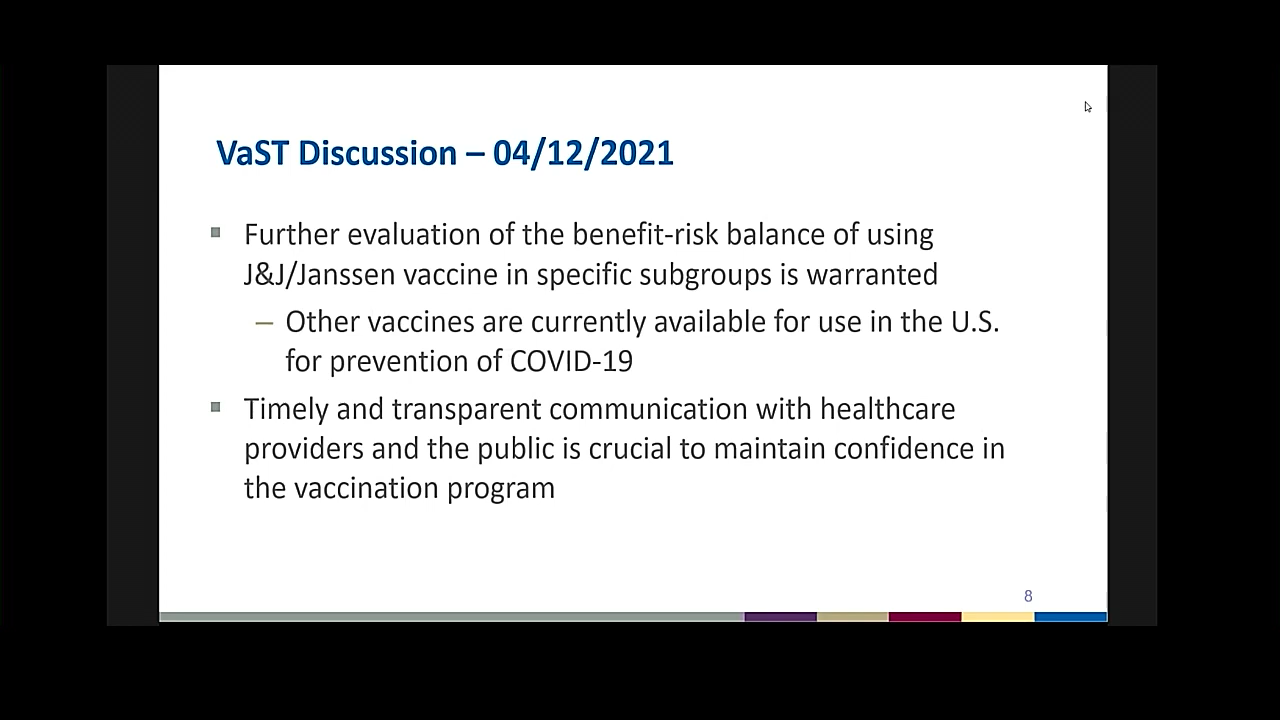 VaST Discussion – 04/12/2021
Further evaluation of the benefit-risk balance of using
J&J/Janssen vaccine in specific subgroups is warranted
– Other vaccines are currently available for use in the U.S.
for prevention of COVID-19
Timely and transparent communication with healthcare
providers and the public is crucial to maintain confidence in
the vaccination program
8